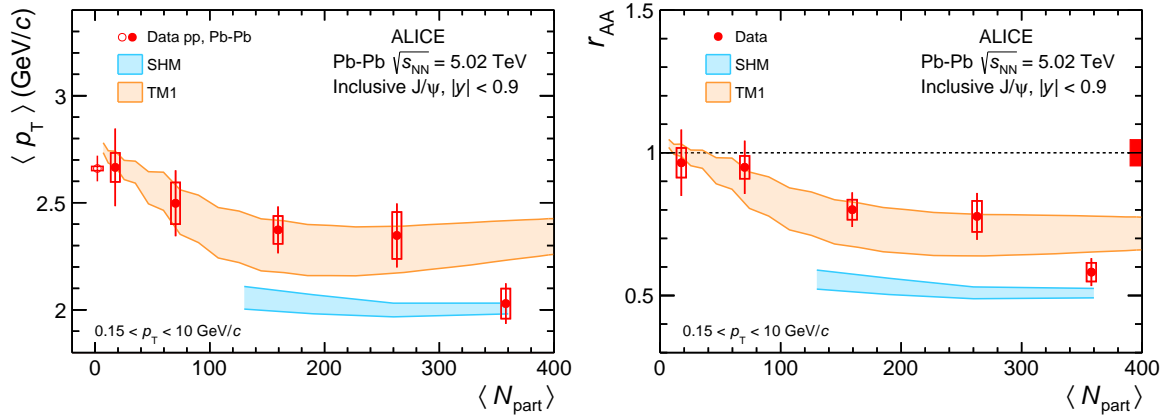 ⟨ p_T ⟩ (GeV/c)
3
2.5
2
0 100 200 300 400
⟨ N_part ⟩
Data pp, Pb-Pb
SHM
TM1
ALICE
Pb-Pb √s_NN = 5.02 TeV
Inclusive J/ψ, |y| < 0.9
0.15 < p_T < 10 GeV/c
r_AA
1.5
1
0.5
0 100 200 300 400
⟨ N_part ⟩
Data
SHM
TM1
ALICE
Pb-Pb √s_NN = 5.02 TeV
Inclusive J/ψ, |y| < 0.9
0.15 < p_T < 10 GeV/c